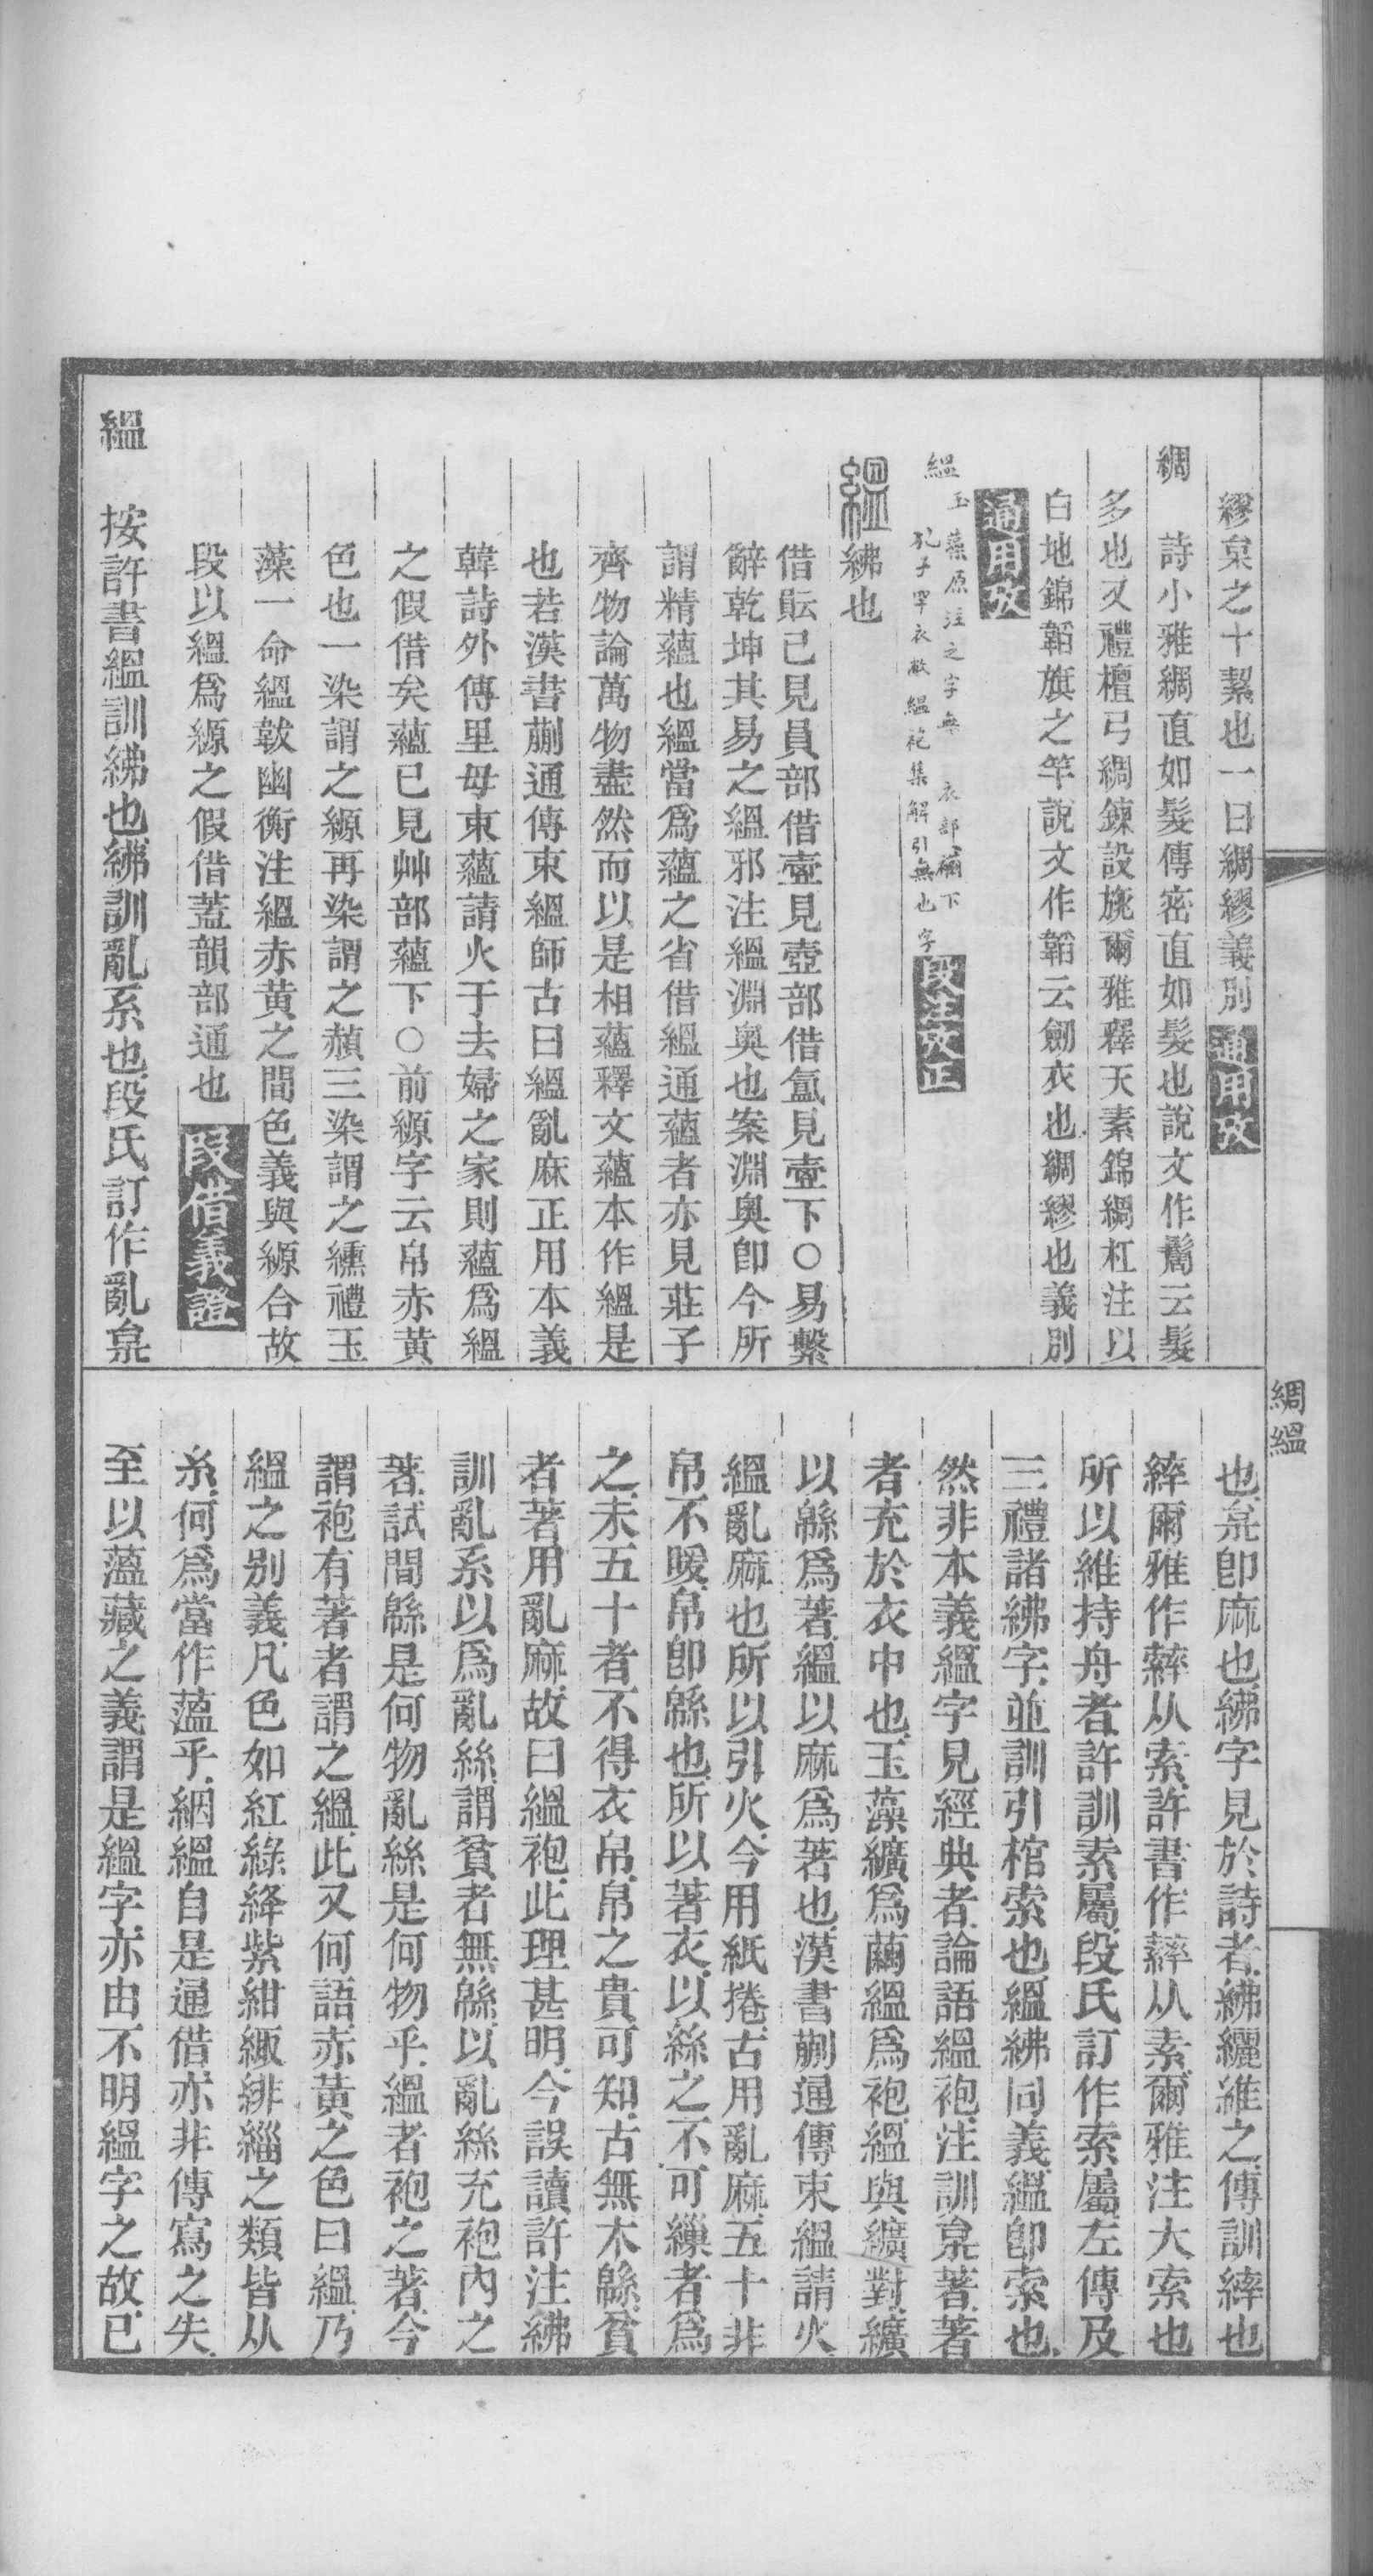 繆枲之十絜也一曰綢繆義別通用攷
綢　詩小雅綢直如髮傳密直如髮也說文作鬜云髮
多也又禮檀弓綢練設旐爾雅釋天素錦綢杠注以
白地錦韜旗之竿說文作韜云劒衣也綢繆也義別
通用攷
縕　玉藻原注之字無　衣部襺下
孔子罕衣敝縕袍集解引無也字段注攷正
縕　紼也
借䰟已見員部借壺見壺部借氳見壺下○易繫
辭乾坤其易之縕邪注縕淵奧也案淵奧卽今所
謂精蘊也縕當爲蘊之省借縕通蘊者亦見莊子
齊物論萬物盡然而以是相蘊釋文蘊本作縕是
也若漢書蒯通傳束縕師古曰縕亂麻正用本義
韓詩外傳里母束蘊請火于去婦之家則蘊爲縕
之假借矣蘊已見艸部蘊下○前縓字云帛赤黃
色也一染謂之縓再染謂之赬三染謂之纁禮玉
藻一命縕韍幽衡注縕赤黃之間色義與縓合故
段以縕爲縓之假借蓋韻部通也段借義證
縕　按許書縕訓紼也紼訓亂系也段氏訂作亂枲
也枲卽麻也紼字見於詩者紼纚維之傳訓繂也
繂爾雅作䋎从索許書作䋎从素爾雅注大索也
所以維持舟者許訓素屬段氏訂作索屬左傳及
三禮諸紼字並訓引棺索也縕紼同義縕卽索也
然非本義縕字見經典者論語縕袍注訓枲著著
者充於衣中也玉藻纊爲繭縕爲袍縕與纊對纊
以緜爲著縕以麻爲著也漢書蒯通傳束縕請火
縕亂麻也所以引火今用紙捲古用亂麻五十非
帛不暖帛卽緜也所以著衣以絲之不可繅者爲
之未五十者不得衣帛帛之貴可知古無木緜貧
者著用亂麻故曰縕袍此理甚明今誤讀許注紼
訓亂系以爲亂絲謂貧者無緜以亂絲充袍內之
著試問緜是何物亂絲是何物乎縕者袍之著今
謂袍有著者謂之縕此又何語赤黃之色曰縕乃
縕之別義凡色如紅綠絳紫紺緅緋緇之類皆从
糸何爲當作蒀乎絪縕自是通借亦非傳寫之失
至以蒀藏之義謂是縕字亦由不明縕字之故已
綢縕